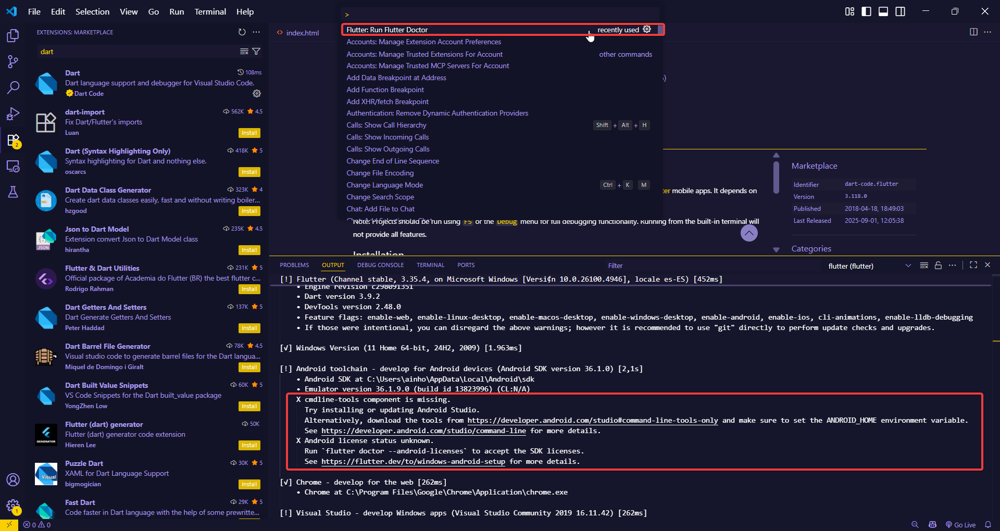 File Edit Selection View Go Run Terminal Help
>
Flutter: Run Flutter Doctor recently used
Accounts: Manage Extension Account Preferences
Accounts: Manage Trusted Extensions For Account other commands
Accounts: Manage Trusted MCP Servers For Account
Add Data Breakpoint at Address
Add Function Breakpoint
Add XHR/fetch Breakpoint
Authentication: Remove Dynamic Authentication Providers
Calls: Show Call Hierarchy Shift + Alt + H
Calls: Show Incoming Calls
Calls: Show Outgoing Calls
Change End of Line Sequence
Change File Encoding
Change Language Mode Ctrl + K M
Change Search Scope
Chat: Add File to Chat
Chat: Add Selection to Chat
EXTENSIONS: MARKETPLACE
dart
Dart 108ms
Dart language support and debugger for Visual Studio Code.
Dart Code
dart-import 562K 4.5
Fix Dart/Flutter's imports
Luan Install
Dart (Syntax Highlighting Only) 418K 5
Syntax highlighting for Dart and nothing else.
oscarcs Install
Dart Data Class Generator 323K 4
Create dart data classes easily, fast and without writing boiler...
hzgood Install
Json to Dart Model 235K 4.5
Extension convert Json to Dart Model class
hirantha Install
JSON
Flutter & Dart Utilities 231K 5
Official package of Academia do Flutter (BR) the best flutter c...
Rodrigo Rahman Install
Dart Getters And Setters 137K 5
Dart Generate Getters And Setters
Peter Haddad Install
Dart Barrel File Generator 78K 4.5
Visual studio code to generate barrel files for the Dart langua...
Miquel de Domingo i Giralt Install
Dart Built Value Snippets 60K 5
VS Code Snippets for the Dart built_value package
YongZhen Low Install
Flutter (dart) generator 50K
Flutter (dart) generator code extension
Hieren Lee Install
GENERATOR
Puzzle Dart 30K 5
XAML for Dart Language Support
bigmogician Install
Visual
Fast Dart 29K 5
Code faster in Dart language with the help of some prewritte...
2
1
index.html
)
ter mobile apps. It depends on
Note: Projects should be run using F5 or the Debug menu for full debugging functionality. Running from the built-in terminal will
not provide all features.
Installation
Marketplace
Identifier dart-code.flutter
Version 3.118.0
Published 2018-04-18, 18:49:03
Last Released 2025-09-01, 12:05:38
Categories
PROBLEMS OUTPUT DEBUG CONSOLE TERMINAL PORTS Filter flutter (flutter)
[!] Flutter (Channel stable, 3.35.4, on Microsoft Windows [Versi¢n 10.0.26100.4946], locale es-ES) [452ms]
• Engine revision c298091351
• Dart version 3.9.2
• DevTools version 2.48.0
• Feature flags: enable-web, enable-linux-desktop, enable-macos-desktop, enable-windows-desktop, enable-android, enable-ios, cli-animations, enable-lldb-debugging
• If those were intentional, you can disregard the above warnings; however it is recommended to use "git" directly to perform update checks and upgrades.
[√] Windows Version (11 Home 64-bit, 24H2, 2009) [1.963ms]
[!] Android toolchain - develop for Android devices (Android SDK version 36.1.0) [2,1s]
• Android SDK at C:\Users\ainho\AppData\Local\Android\sdk
• Emulator version 36.1.9.0 (build id 13823996) (CL:N/A)
X cmdline-tools component is missing.
Try installing or updating Android Studio.
Alternatively, download the tools from https://developer.android.com/studio#command-line-tools-only and make sure to set the ANDROID_HOME environment variable.
See https://developer.android.com/studio/command-line for more details.
X Android license status unknown.
Run `flutter doctor --android-licenses` to accept the SDK licenses.
See https://flutter.dev/to/windows-android-setup for more details.
[√] Chrome - develop for the web [262ms]
• Chrome at C:\Program Files\Google\Chrome\Application\chrome.exe
[!] Visual Studio - develop Windows apps (Visual Studio Community 2019 16.11.42) [262ms]
0 0 Go Live